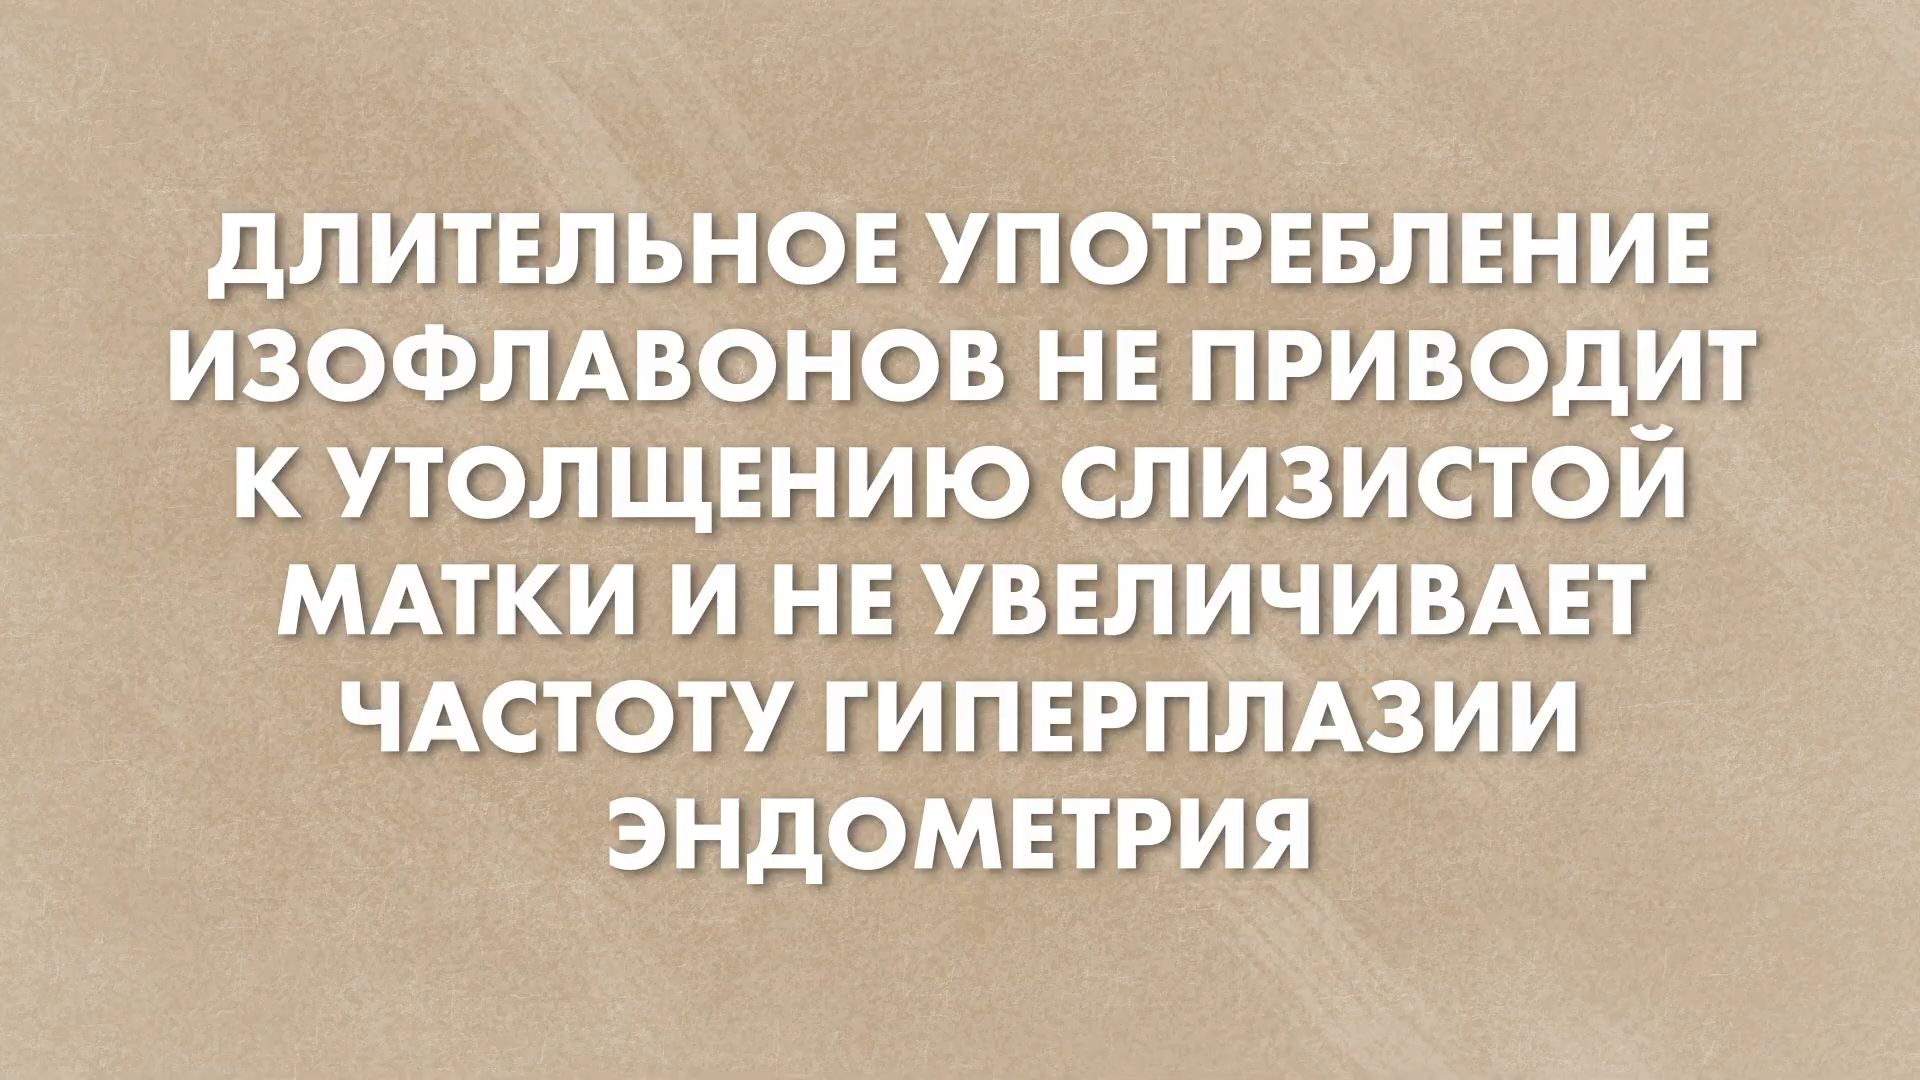 ДЛИТЕЛЬНОЕ УПОТРЕБЛЕНИЕ
ИЗОФЛАВОНОВ НЕ ПРИВОДИТ
К УТОЛЩЕНИЮ СЛИЗИСТОЙ
МАТКИ И НЕ УВЕЛИЧИВАЕТ
ЧАСТОТУ ГИПЕРПЛАЗИИ
ЭНДОМЕТРИЯ